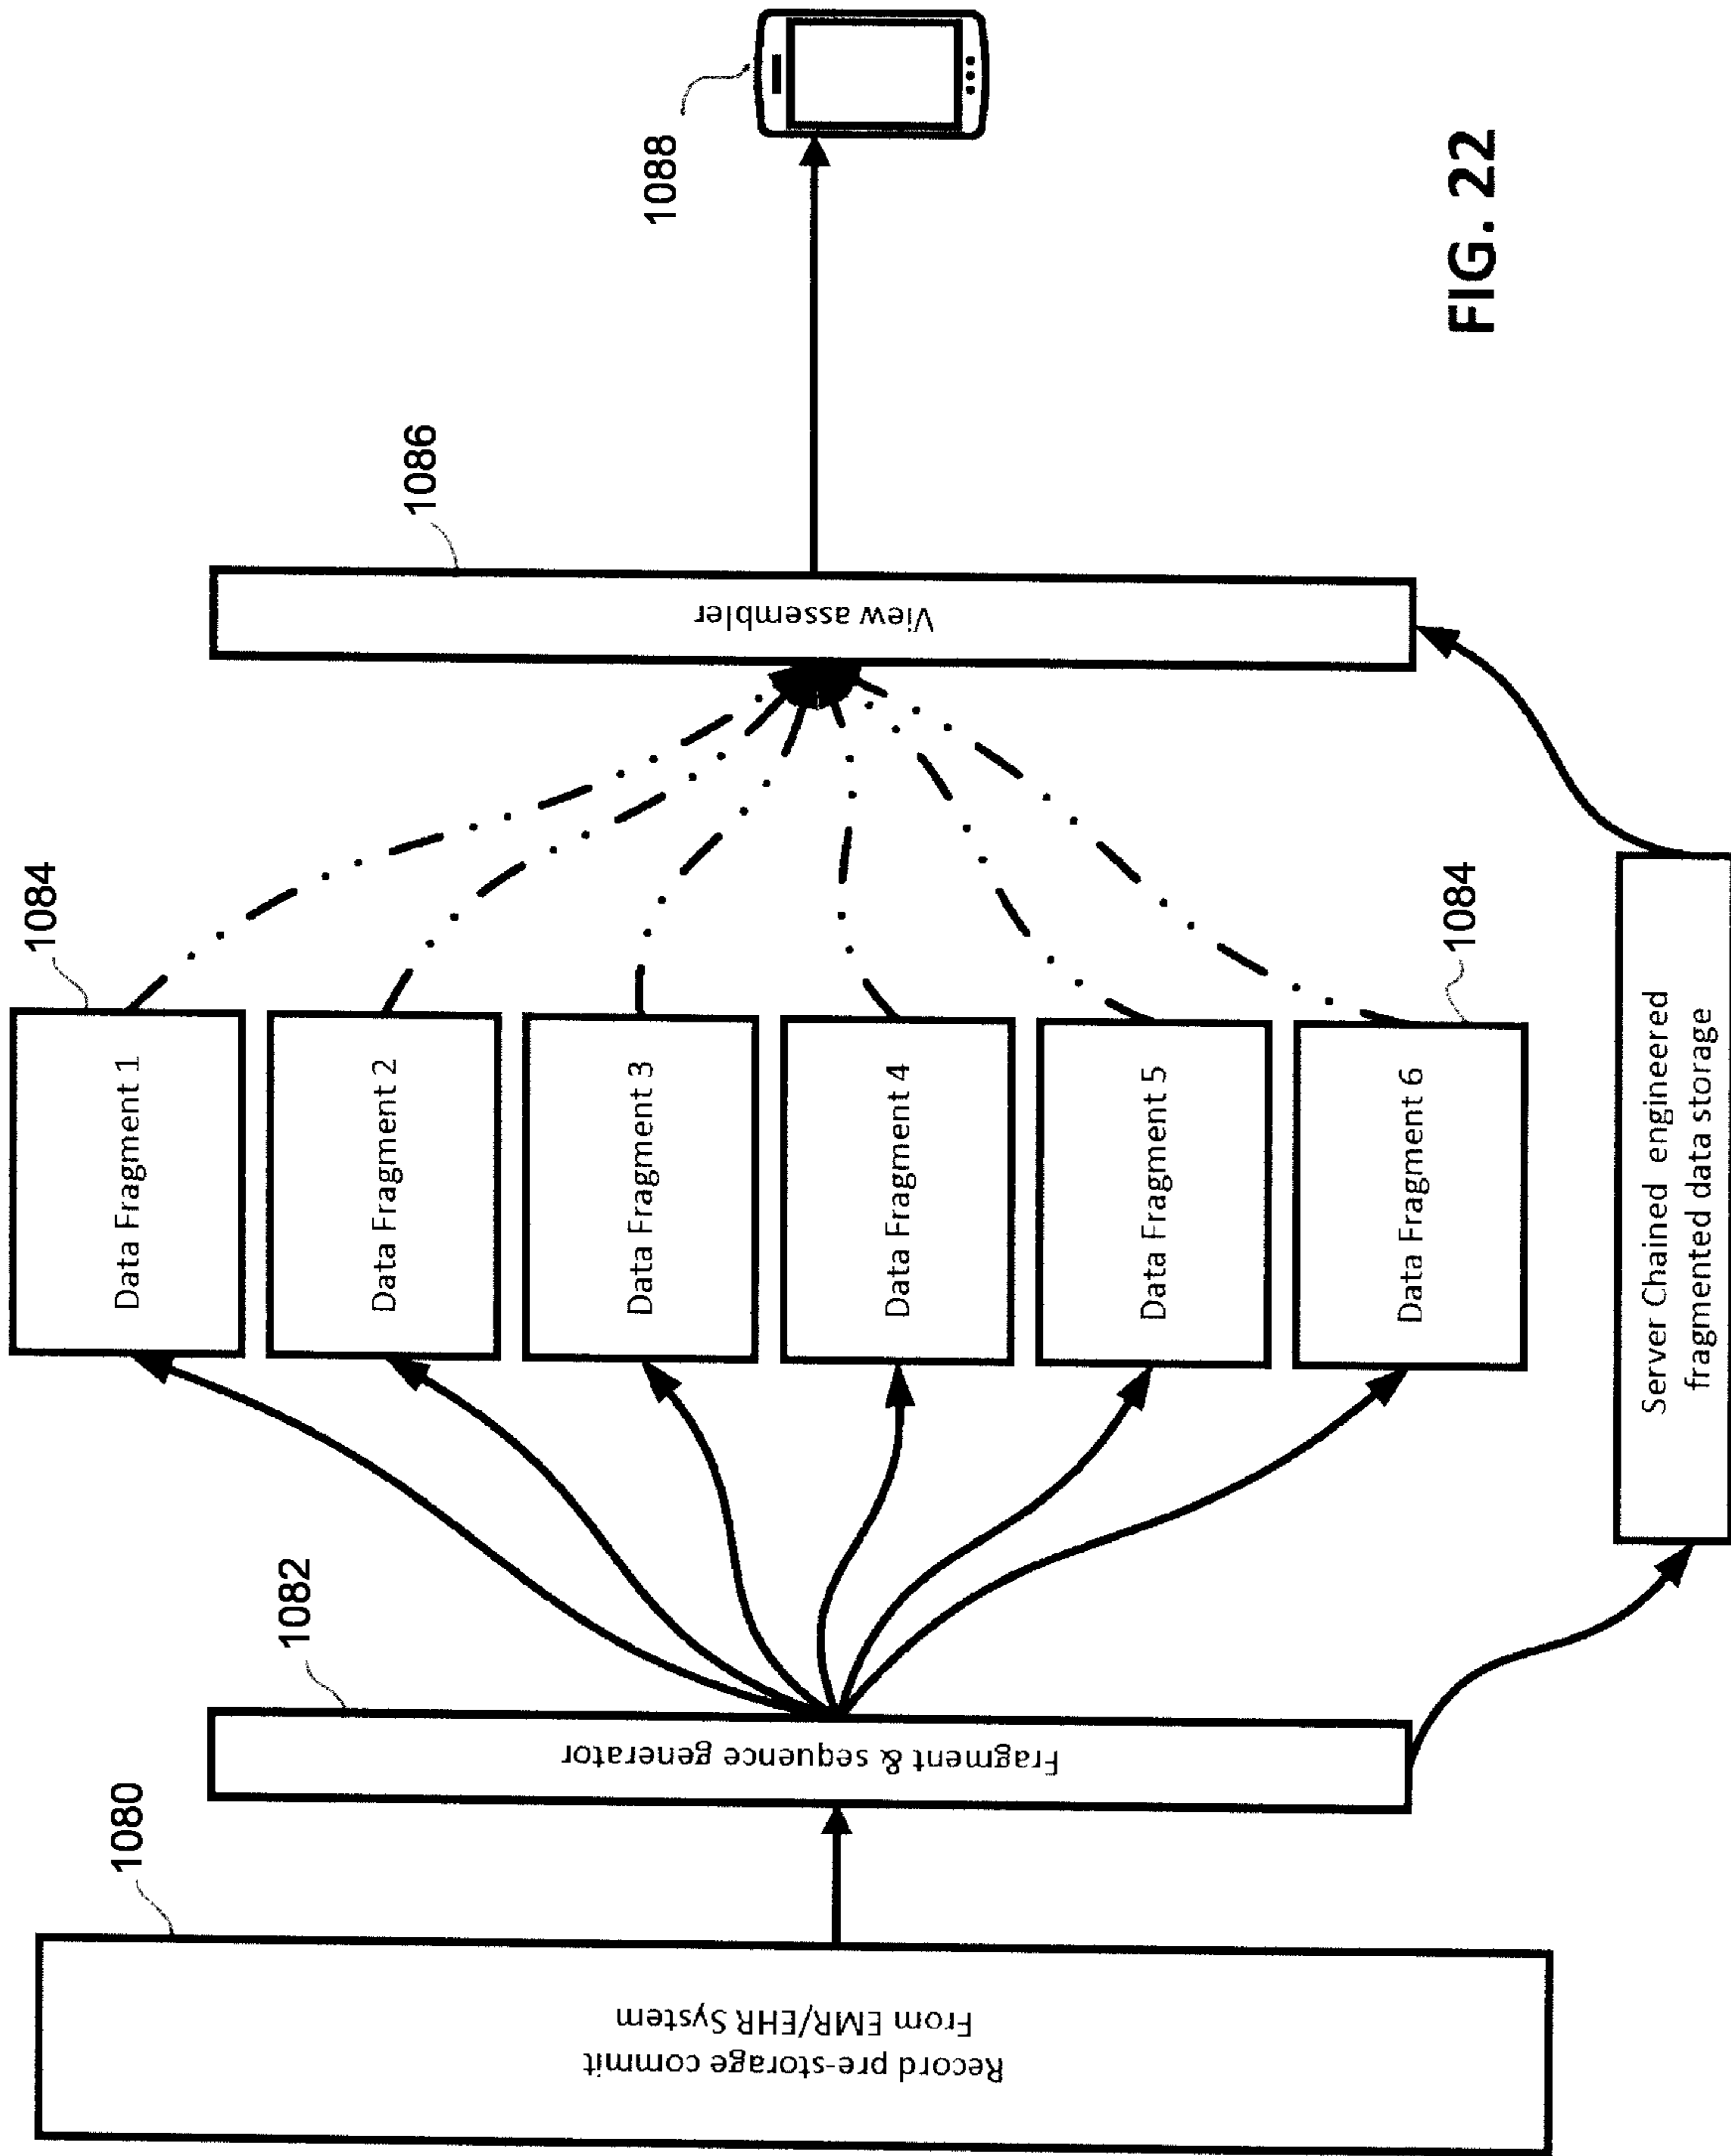 1080
Record pre-storage commit
From EMR/EHR System
1082
Fragment & sequence generator
1084
Data Fragment 1
Data Fragment 2
Data Fragment 3
Data Fragment 4
Data Fragment 5
Data Fragment 6
1084
Server Chained engineered
fragmented data storage
1086
View assembler
1088
FIG. 22